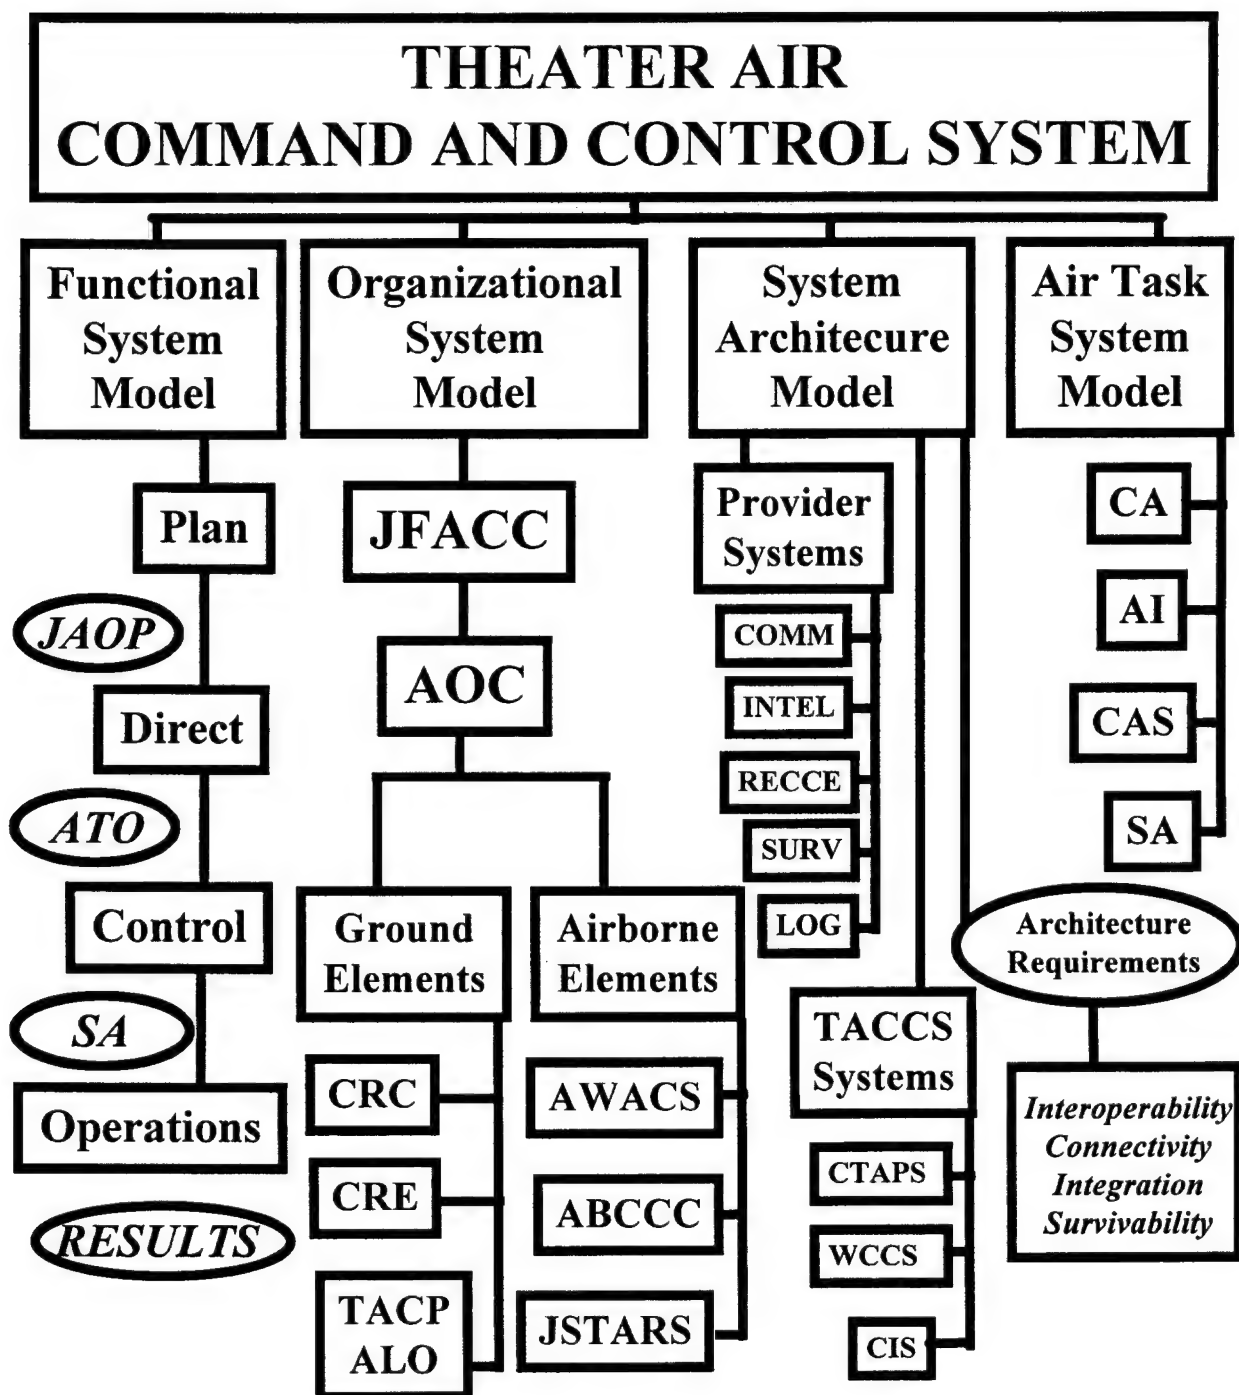 THEATER AIR
COMMAND AND CONTROL SYSTEM
Functional
System
Model
Organizational
System
Model
System
Architecure
Model
Air Task
System
Model
Plan
JAOP
Direct
ATO
Control
SA
Operations
RESULTS
JFACC
AOC
Ground
Elements
CRC
CRE
TACP
ALO
Airborne
Elements
AWACS
ABCCC
JSTARS
Provider
Systems
COMM
INTEL
RECCE
SURV
LOG
TACCS
Systems
CTAPS
WCCS
CIS
CA
AI
CAS
SA
Architecture
Requirements
Interoperability
Connectivity
Integration
Survivability